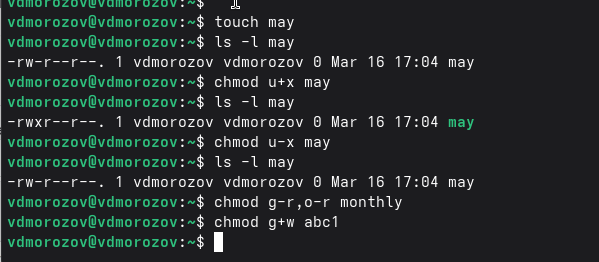 vdmorozov@vdmorozov:~$
vdmorozov@vdmorozov:~$ touch may
vdmorozov@vdmorozov:~$ ls -l may
-rw-r--r--. 1 vdmorozov vdmorozov 0 Mar 16 17:04 may
vdmorozov@vdmorozov:~$ chmod u+x may
vdmorozov@vdmorozov:~$ ls -l may
-rwxr--r--. 1 vdmorozov vdmorozov 0 Mar 16 17:04 may
vdmorozov@vdmorozov:~$ chmod u-x may
vdmorozov@vdmorozov:~$ ls -l may
-rw-r--r--. 1 vdmorozov vdmorozov 0 Mar 16 17:04 may
vdmorozov@vdmorozov:~$ chmod g-r,o-r monthly
vdmorozov@vdmorozov:~$ chmod g+w abc1
vdmorozov@vdmorozov:~$